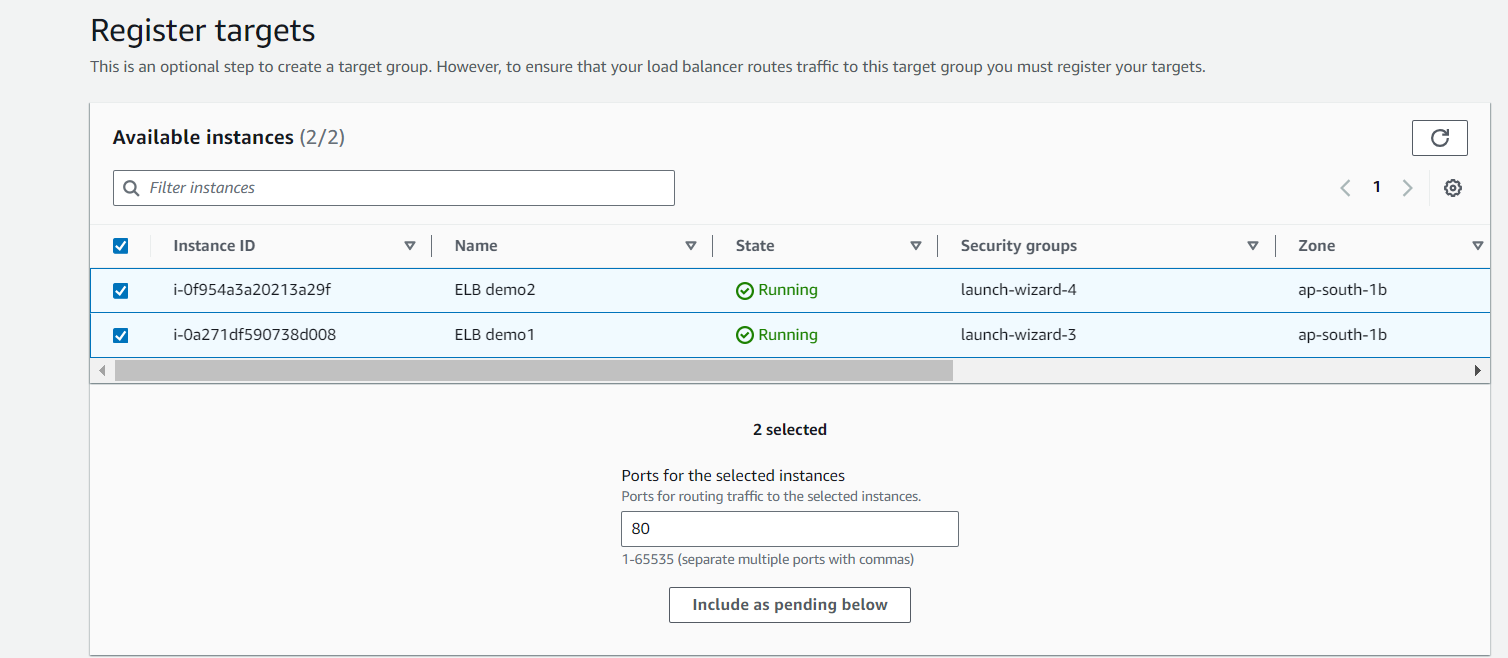 Register targets
This is an optional step to create a target group. However, to ensure that your load balancer routes traffic to this target group you must register your targets.
Available instances (2/2)
Filter instances
1
Instance ID Name State Security groups Zone
i-0f954a3a20213a29f ELB demo2 Running launch-wizard-4 ap-south-1b
i-0a271df590738d008 ELB demo1 Running launch-wizard-3 ap-south-1b
2 selected
Ports for the selected instances
Ports for routing traffic to the selected instances.
80
1-65535 (separate multiple ports with commas)
Include as pending below